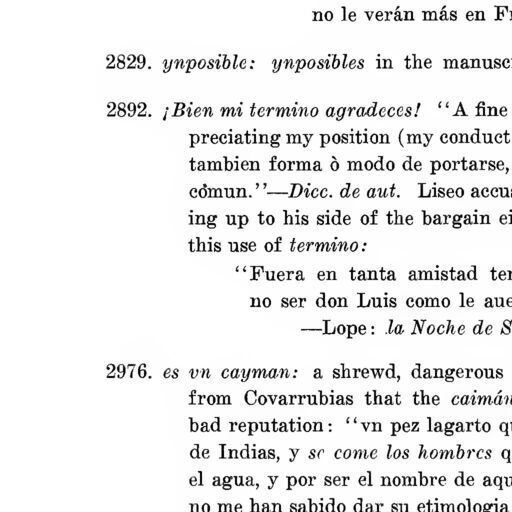 no le verán más en F
2829. ynposible: ynposibles in the manusc
2892. ¡Bien mi termino agradeces! "A fine
preciating my position (my conduct
tambien forma ò modo de portarse,
còmun."—Dicc. de aut. Liseo accu
ing up to his side of the bargain ei
this use of termino:
"Fuera en tanta amistad ter
no ser don Luis como le aue
—Lope: la Noche de S
2976. es vn cayman: a shrewd, dangerous
from Covarrubias that the caimán
bad reputation: "vn pez lagarto qu
de Indias, y se come los hombres q
el agua, y por ser el nombre de aqu
no me han sabido dar su etimologia